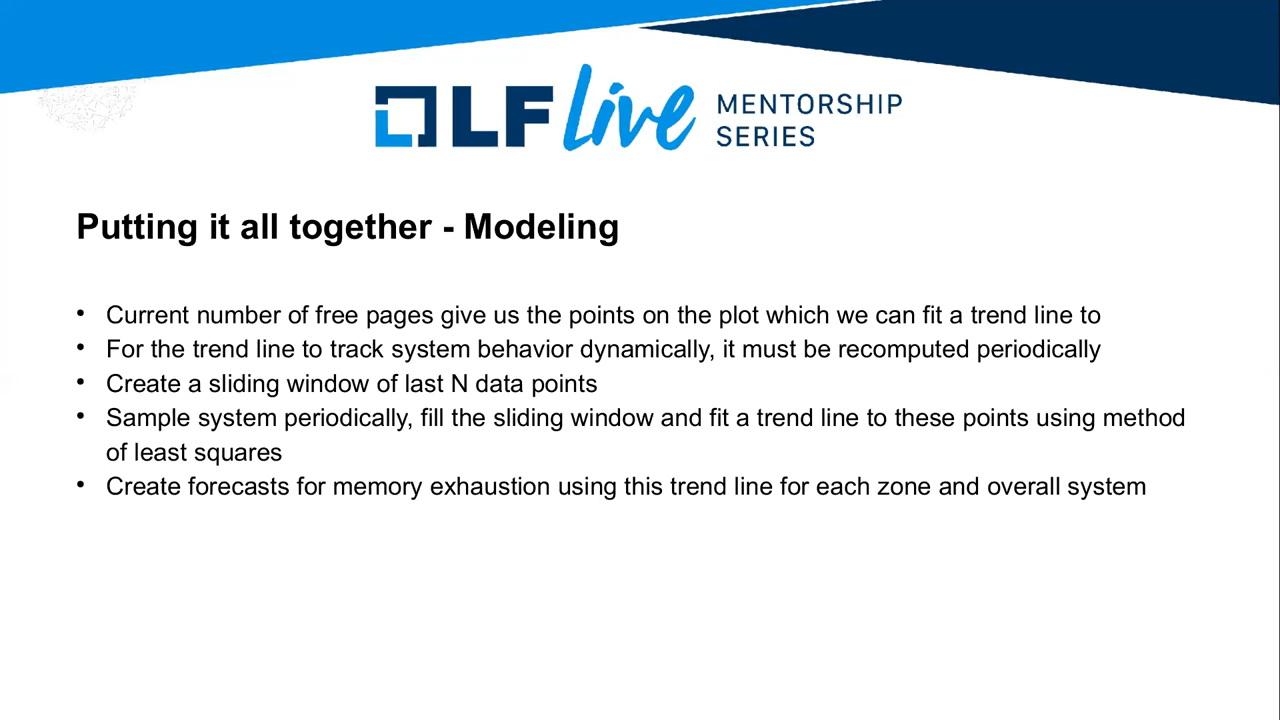 LF Live MENTORSHIP
SERIES
Putting it all together - Modeling
• Current number of free pages give us the points on the plot which we can fit a trend line to
• For the trend line to track system behavior dynamically, it must be recomputed periodically
• Create a sliding window of last N data points
• Sample system periodically, fill the sliding window and fit a trend line to these points using method
of least squares
• Create forecasts for memory exhaustion using this trend line for each zone and overall system